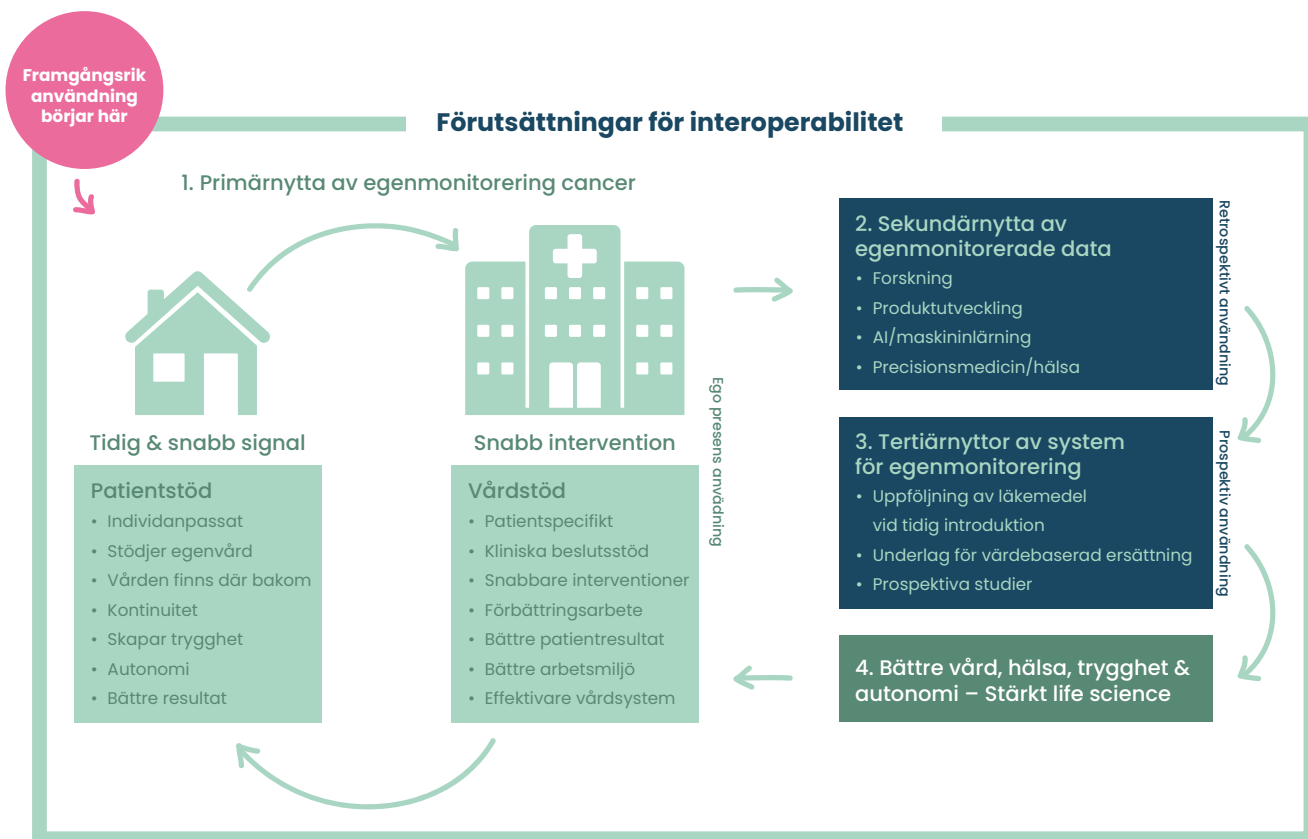 Framgångsrik
användning
börjar här
Förutsättningar för interoperabilitet
1. Primärnytta av egenmonitorering cancer
Tidig & snabb signal
Patientstöd
• Individanpassat
• Stödjer egenvård
• Vården finns där bakom
• Kontinuitet
• Skapar trygghet
• Autonomi
• Bättre resultat
Snabb intervention
Vårdstöd
• Patientspecifikt
• Kliniska beslutsstöd
• Snabbare interventioner
• Förbättringsarbete
• Bättre patientresultat
• Bättre arbetsmiljö
• Effektivare vårdsystem
Ego presens anvädning
2. Sekundärnytta av
egenmonitorerade data
• Forskning
• Produktutveckling
• AI/maskininlärning
• Precisionsmedicin/hälsa
Retrospektivt användning
3. Tertiärnyttor av system
för egenmonitorering
• Uppföljning av läkemedel
vid tidig introduktion
• Underlag för värdebaserad ersättning
• Prospektiva studier
Prospektiv användning
4. Bättre vård, hälsa, trygghet &
autonomi – Stärkt life science